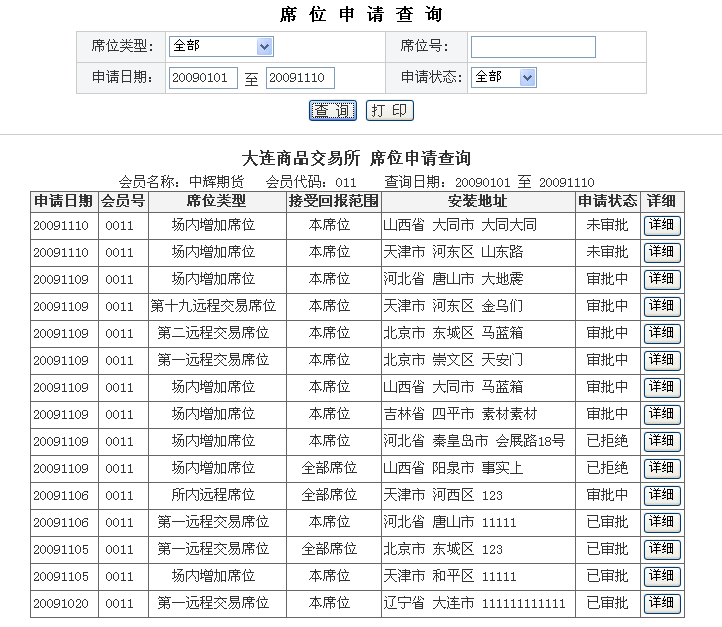 席 位 申 请 查 询
席位类型： 全部 席位号：
申请日期： 20090101 至 20091110 申请状态： 全部
查 询 打 印
大连商品交易所 席位申请查询
会员名称：中辉期货 会员代码：011 查询日期：20090101 至 20091110
申请日期 会员号 席位类型 接受回报范围 安装地址 申请状态 详细
20091110 0011 场内增加席位 本席位 山西省 大同市 大同大同 未审批 详细
20091110 0011 场内增加席位 本席位 天津市 河东区 山东路 未审批 详细
20091109 0011 场内增加席位 本席位 河北省 唐山市 大地震 审批中 详细
20091109 0011 第十九远程交易席位 本席位 天津市 河东区 金乌们 审批中 详细
20091109 0011 第二远程交易席位 本席位 北京市 东城区 马蓝箱 审批中 详细
20091109 0011 第一远程交易席位 本席位 北京市 崇文区 天安门 审批中 详细
20091109 0011 场内增加席位 本席位 山西省 大同市 马蓝箱 审批中 详细
20091109 0011 场内增加席位 本席位 吉林省 四平市 素材素材 审批中 详细
20091109 0011 场内增加席位 本席位 河北省 秦皇岛市 会展路18号 已拒绝 详细
20091109 0011 场内增加席位 全部席位 山西省 阳泉市 事实上 已拒绝 详细
20091106 0011 所内远程席位 全部席位 天津市 河西区 123 审批中 详细
20091106 0011 第一远程交易席位 本席位 河北省 唐山市 11111 已审批 详细
20091105 0011 第一远程交易席位 全部席位 北京市 东城区 123 已审批 详细
20091105 0011 场内增加席位 本席位 天津市 和平区 11111 已审批 详细
20091020 0011 第一远程交易席位 本席位 辽宁省 大连市 111111111111 已审批 详细